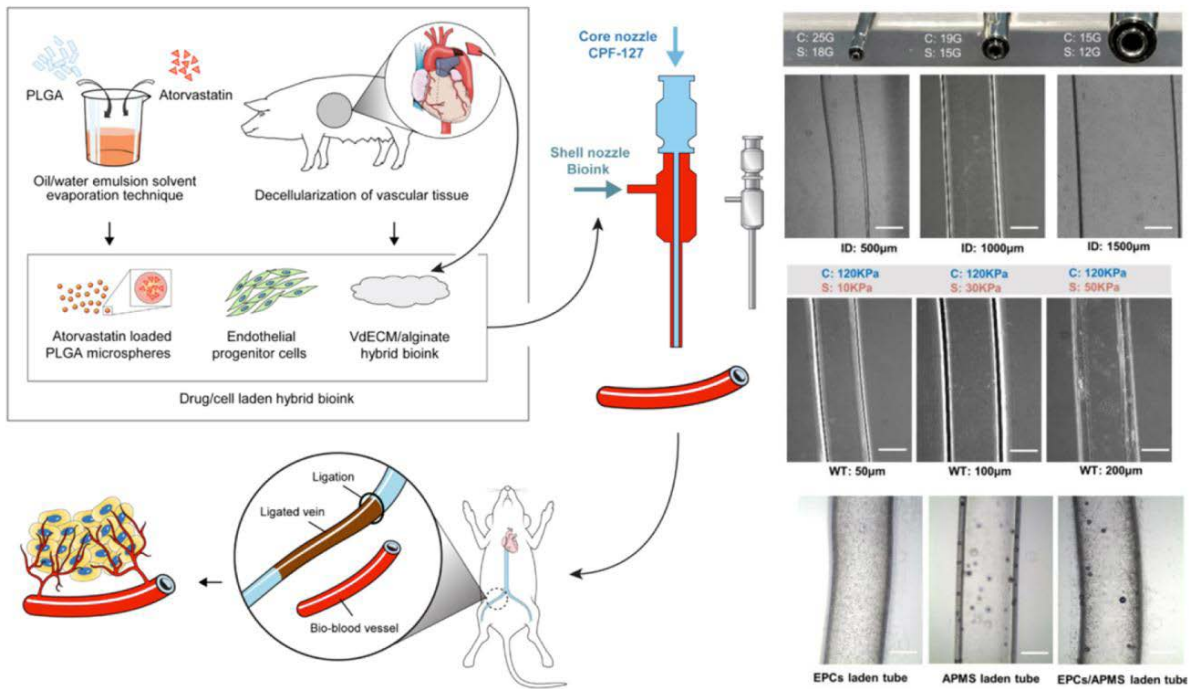 PLGA
Atorvastatin
Oil/water emulsion solvent
evaporation technique
Decellularization of vascular tissue
Atorvastatin loaded
PLGA microspheres
Endothelial
progenitor cells
VdECM/alginate
hybrid bioink
Drug/cell laden hybrid bioink
Core nozzle
CPF-127
Shell nozzle
Bioink
Ligation
Ligated vein
Bio-blood vessel
C: 25G
S: 18G
C: 19G
S: 15G
C: 15G
S: 12G
ID: 500µm
ID: 1000µm
ID: 1500µm
C: 120KPa
S: 10KPa
C: 120KPa
S: 30KPa
C: 120KPa
S: 50KPa
WT: 50µm
WT: 100µm
WT: 200µm
EPCs laden tube
APMS laden tube
EPCs/APMS laden tube